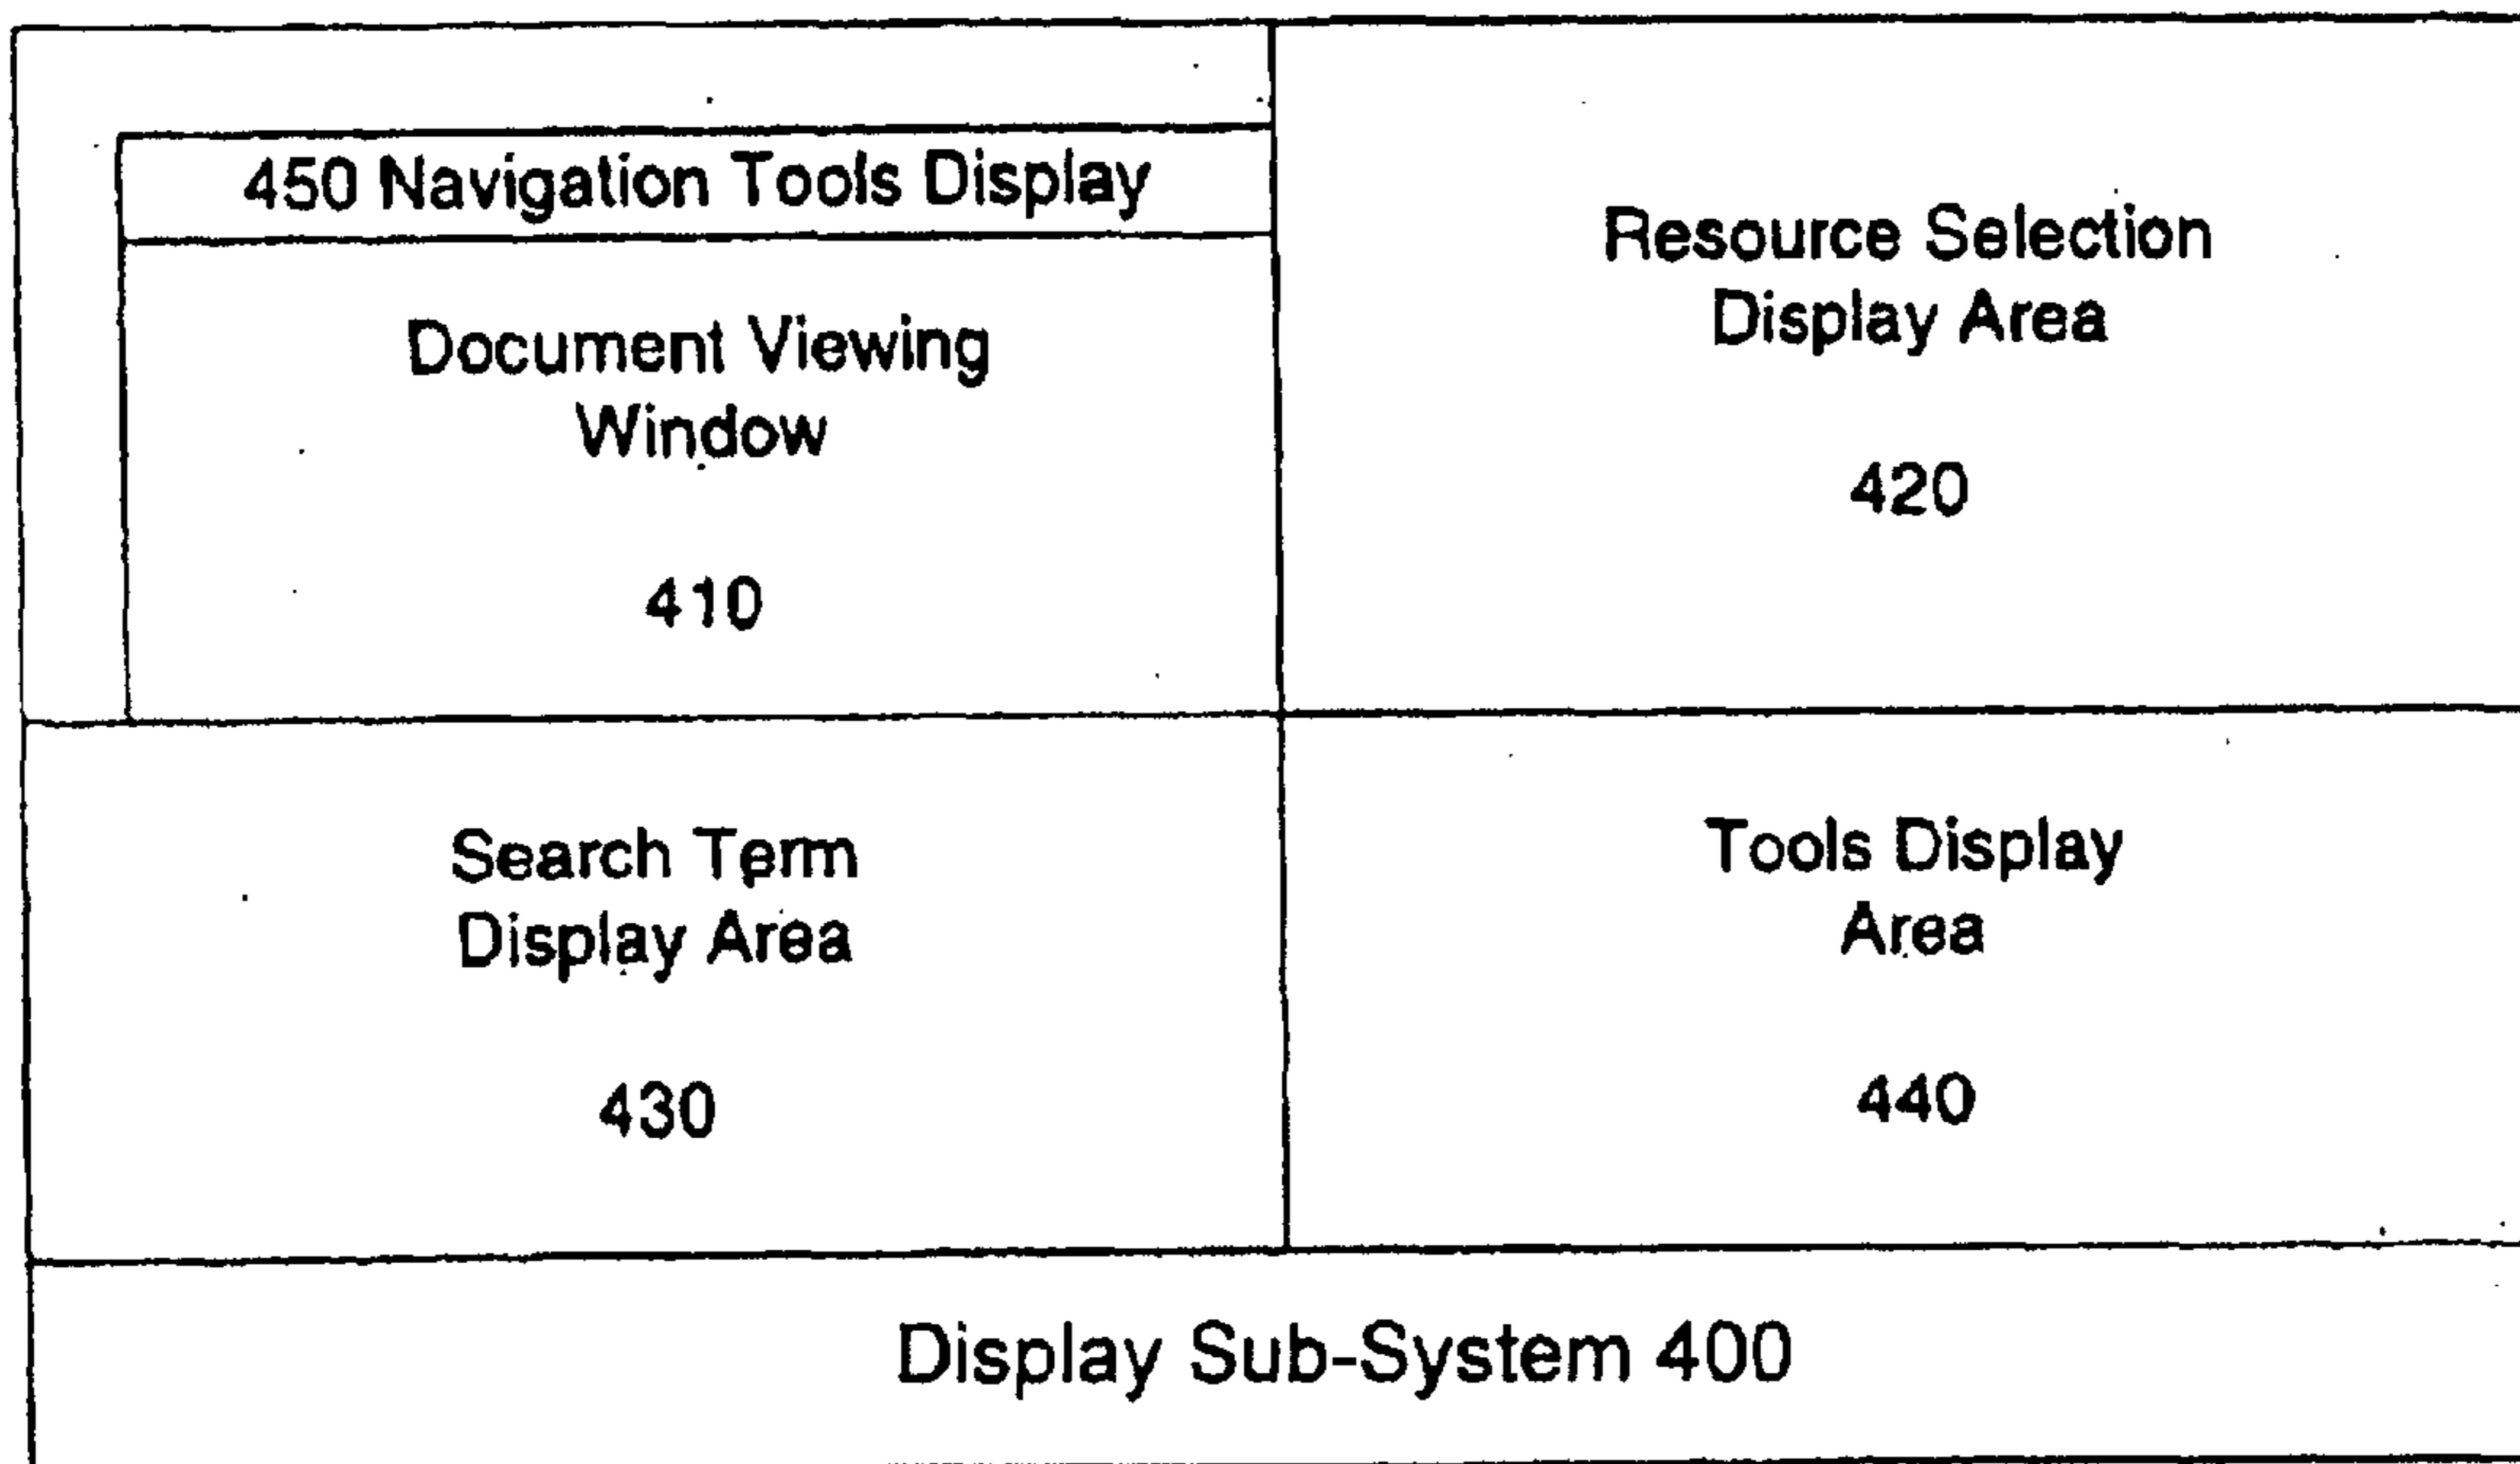 450 Navigation Tools Display
Document Viewing
Window
410
Resource Selection
Display Area
420
Search Term
Display Area
430
Tools Display
Area
440
Display Sub-System 400